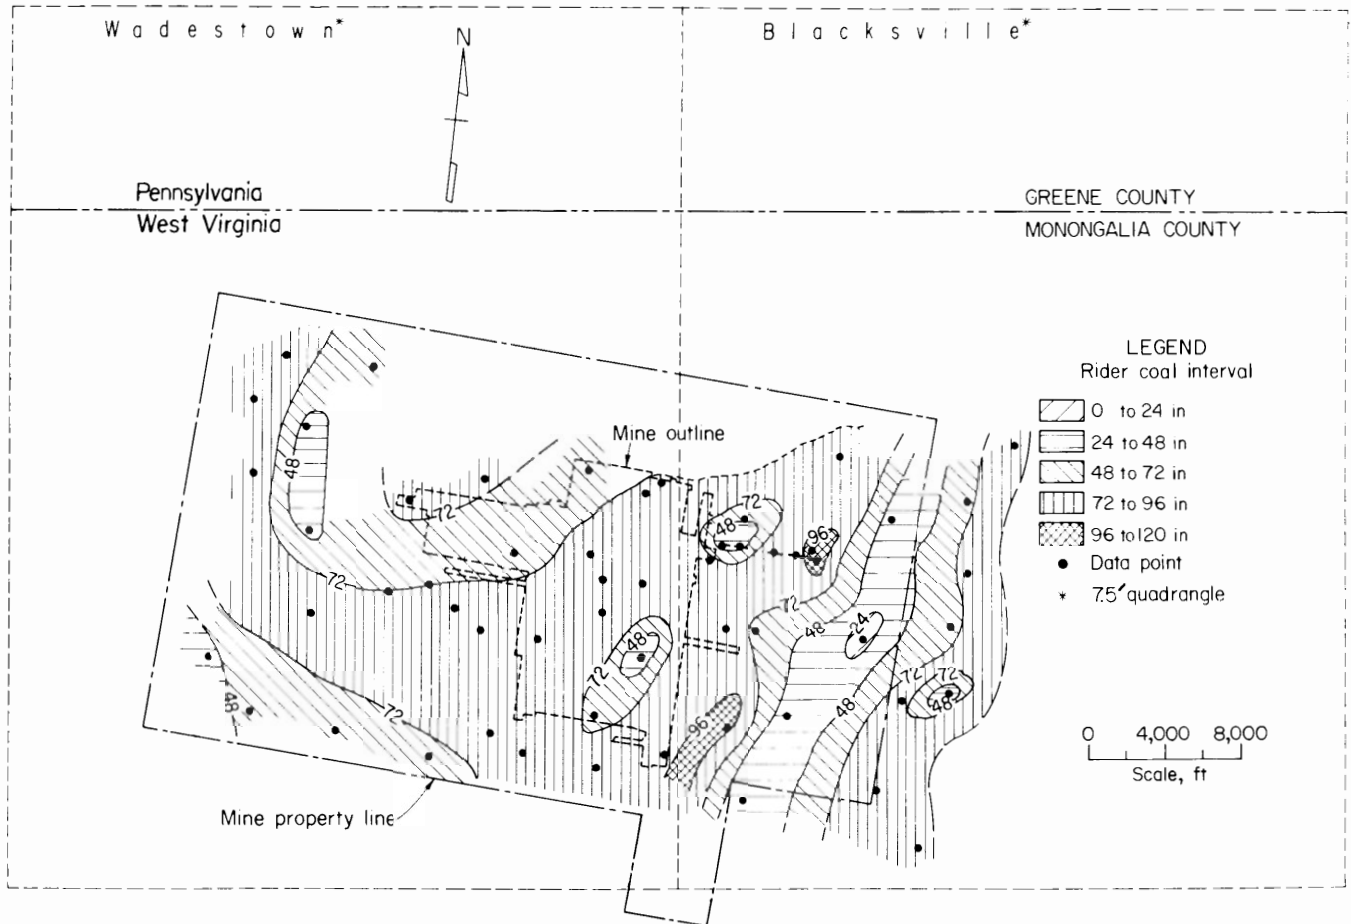 Wadestown*
Blacksville*
N
Pennsylvania
West Virginia
GREENE COUNTY
MONONGALIA COUNTY
LEGEND
Rider coal interval
0 to 24 in
24 to 48 in
48 to 72 in
72 to 96 in
96 to 120 in
Data point
* 7.5' quadrangle
Mine outline
48
72
72
72
48
96
72
48
24
48
72
72
48
48
72
48
72
96
0 4,000 8,000
Scale, ft
Mine property line